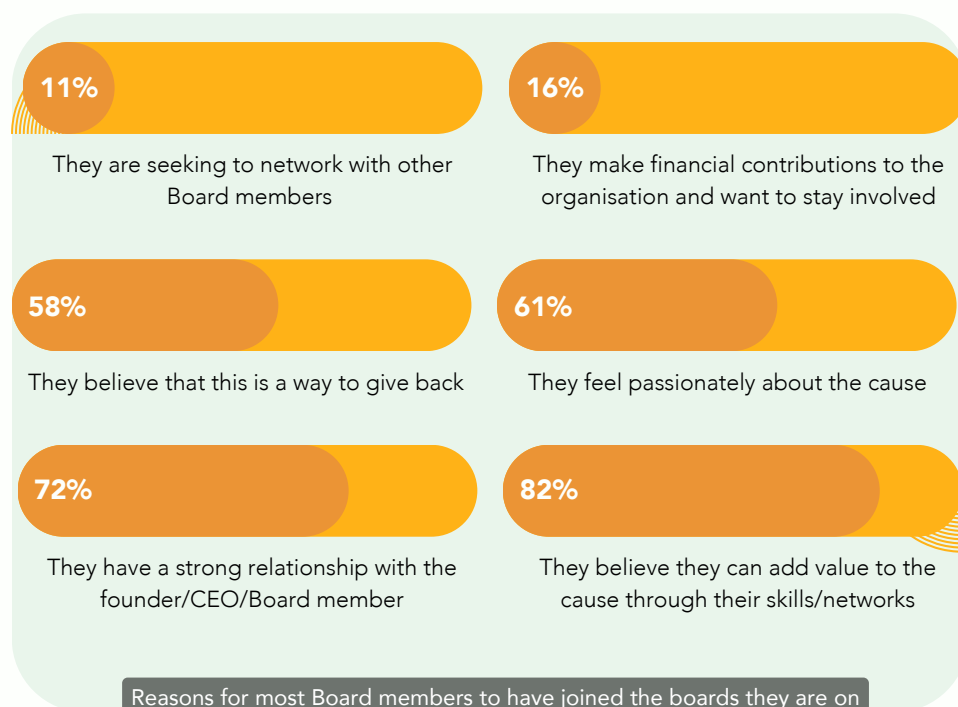 11%
They are seeking to network with other
Board members
16%
They make financial contributions to the
organisation and want to stay involved
58%
They believe that this is a way to give back
61%
They feel passionately about the cause
72%
They have a strong relationship with the
founder/CEO/Board member
82%
They believe they can add value to the
cause through their skills/networks
Reasons for most Board members to have joined the boards they are on